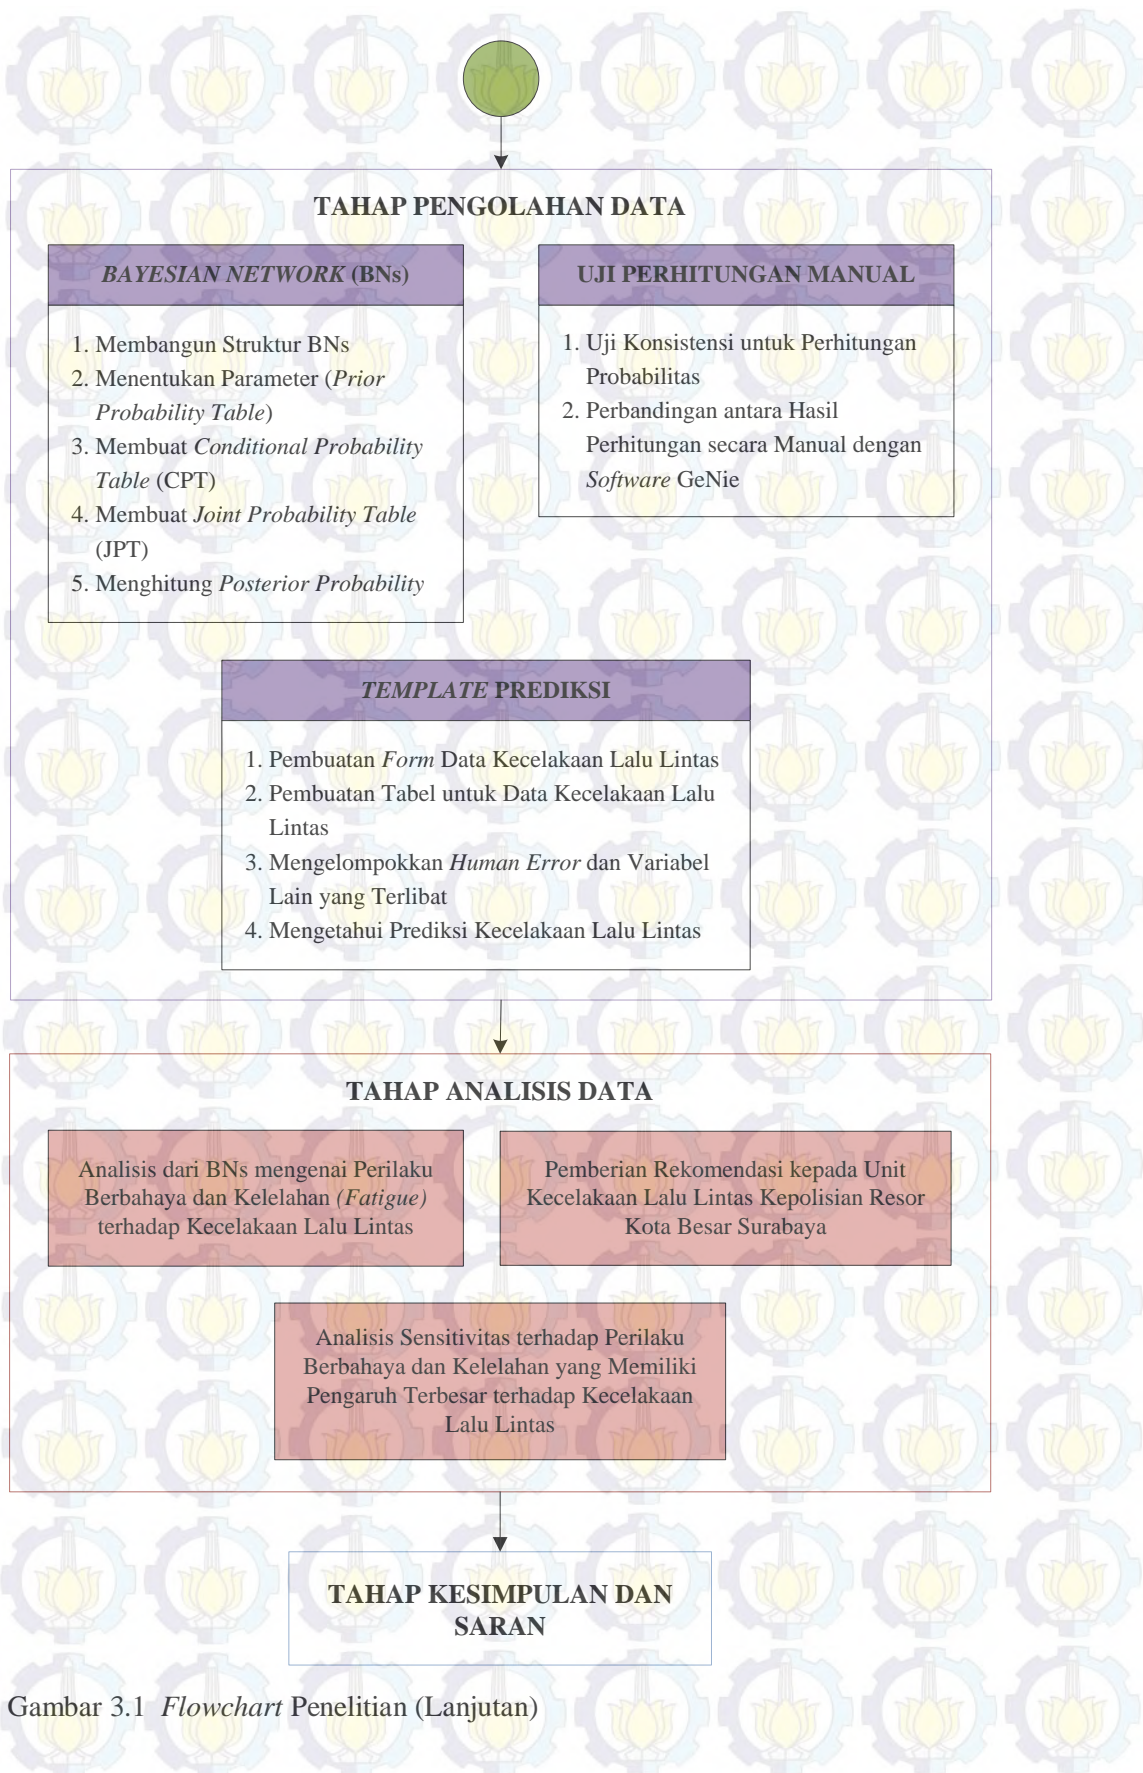 TAHAP PENGOLAHAN DATA
BAYESIAN NETWORK (BNs)
1. Membangun Struktur BNs
2. Menentukan Parameter (Prior
Probability Table)
3. Membuat Conditional Probability
Table (CPT)
4. Membuat Joint Probability Table
(JPT)
5. Menghitung Posterior Probability
UJI PERHITUNGAN MANUAL
1. Uji Konsistensi untuk Perhitungan
Probabilitas
2. Perbandingan antara Hasil
Perhitungan secara Manual dengan
Software GeNie
TEMPLATE PREDIKSI
1. Pembuatan Form Data Kecelakaan Lalu Lintas
2. Pembuatan Tabel untuk Data Kecelakaan Lalu
Lintas
3. Mengelompokkan Human Error dan Variabel
Lain yang Terlibat
4. Mengetahui Prediksi Kecelakaan Lalu Lintas
TAHAP ANALISIS DATA
Analisis dari BNs mengenai Perilaku
Berbahaya dan Kelelahan (Fatigue)
terhadap Kecelakaan Lalu Lintas
Pemberian Rekomendasi kepada Unit
Kecelakaan Lalu Lintas Kepolisian Resor
Kota Besar Surabaya
Analisis Sensitivitas terhadap Perilaku
Berbahaya dan Kelelahan yang Memiliki
Pengaruh Terbesar terhadap Kecelakaan
Lalu Lintas
TAHAP KESIMPULAN DAN
SARAN
Gambar 3.1 Flowchart Penelitian (Lanjutan)